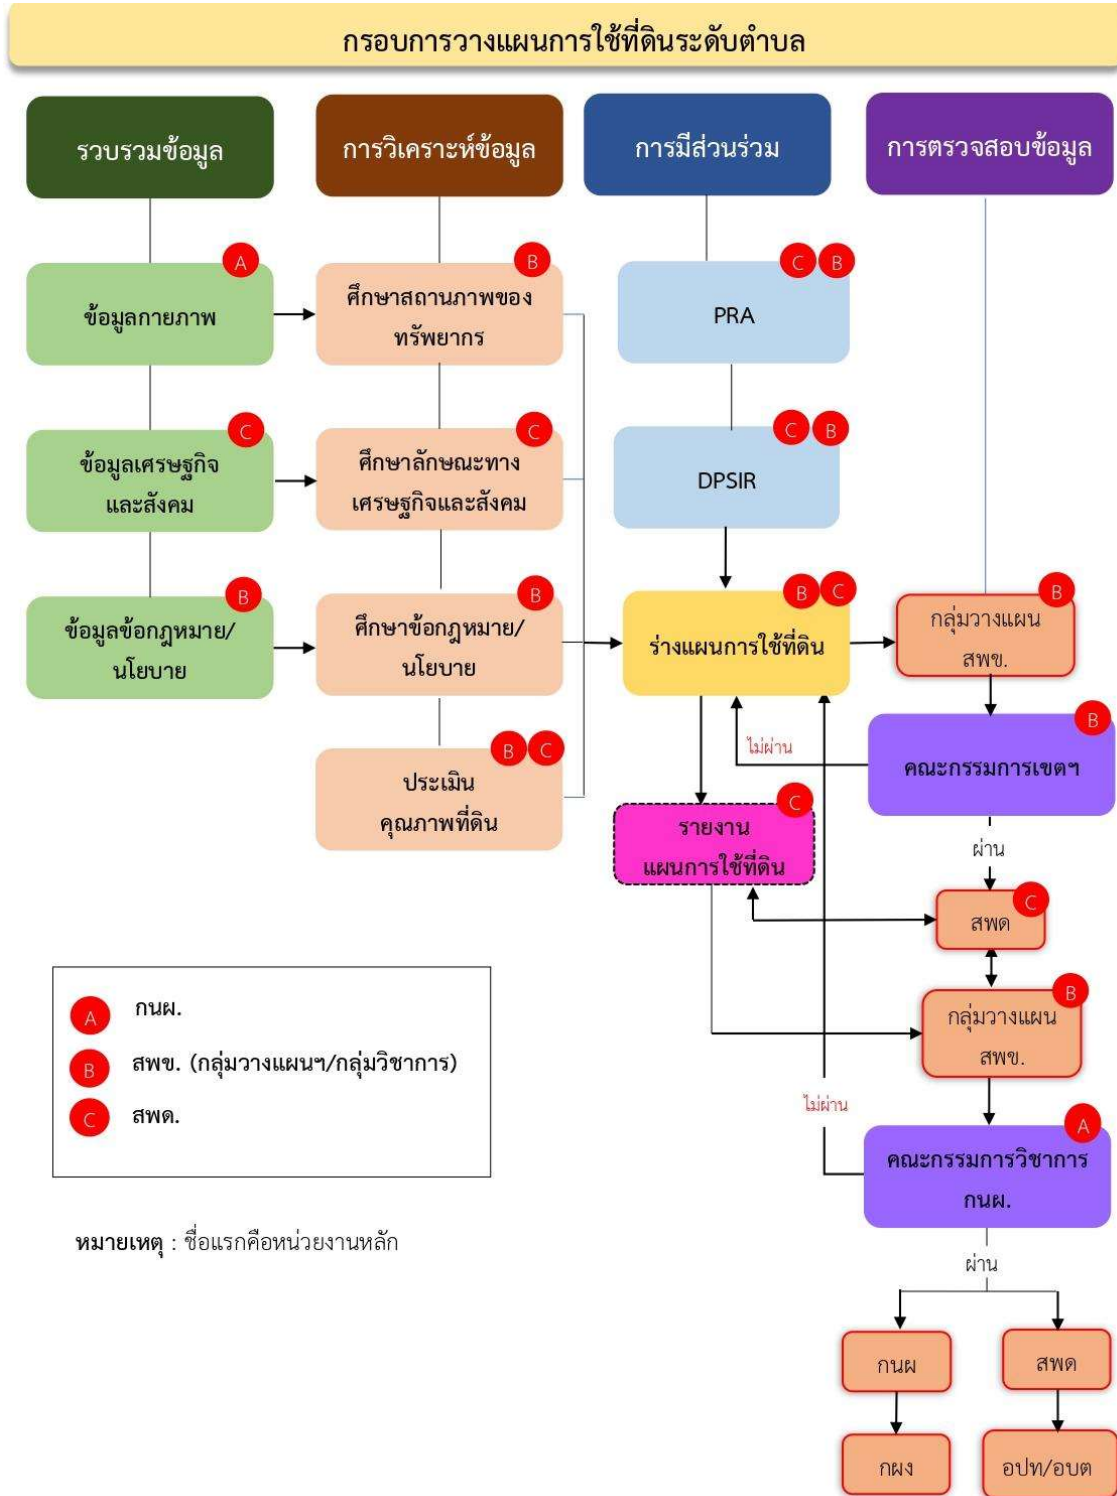 กรอบการวางแผนการใช้ที่ดินระดับตำบล
รวบรวมข้อมูล
การวิเคราะห์ข้อมูล
การมีส่วนร่วม
การตรวจสอบข้อมูล
A
ข้อมูลกายภาพ
B
ศึกษาสถานภาพของ
ทรัพยากร
C B
PRA
C
ข้อมูลเศรษฐกิจ
และสังคม
C
ศึกษาลักษณะทาง
เศรษฐกิจและสังคม
C B
DPSIR
B
ข้อมูลข้อกฎหมาย/
นโยบาย
B
ศึกษาข้อกฎหมาย/
นโยบาย
B C
ร่างแผนการใช้ที่ดิน
B
กลุ่มวางแผน
สพข.
B C
ประเมิน
คุณภาพที่ดิน
ไม่ผ่าน
B
คณะกรรมการเขตฯ
C
รายงาน
แผนการใช้ที่ดิน
ผ่าน
C
สพด
B
กลุ่มวางแผน
สพข.
A กนผ.
B สพข. (กลุ่มวางแผนฯ/กลุ่มวิชาการ)
C สพด.
ไม่ผ่าน
A
คณะกรรมการวิชาการ
กนผ.
หมายเหตุ : ชื่อแรกคือหน่วยงานหลัก
ผ่าน
กนผ
สพด
กผง
อปท/อบต